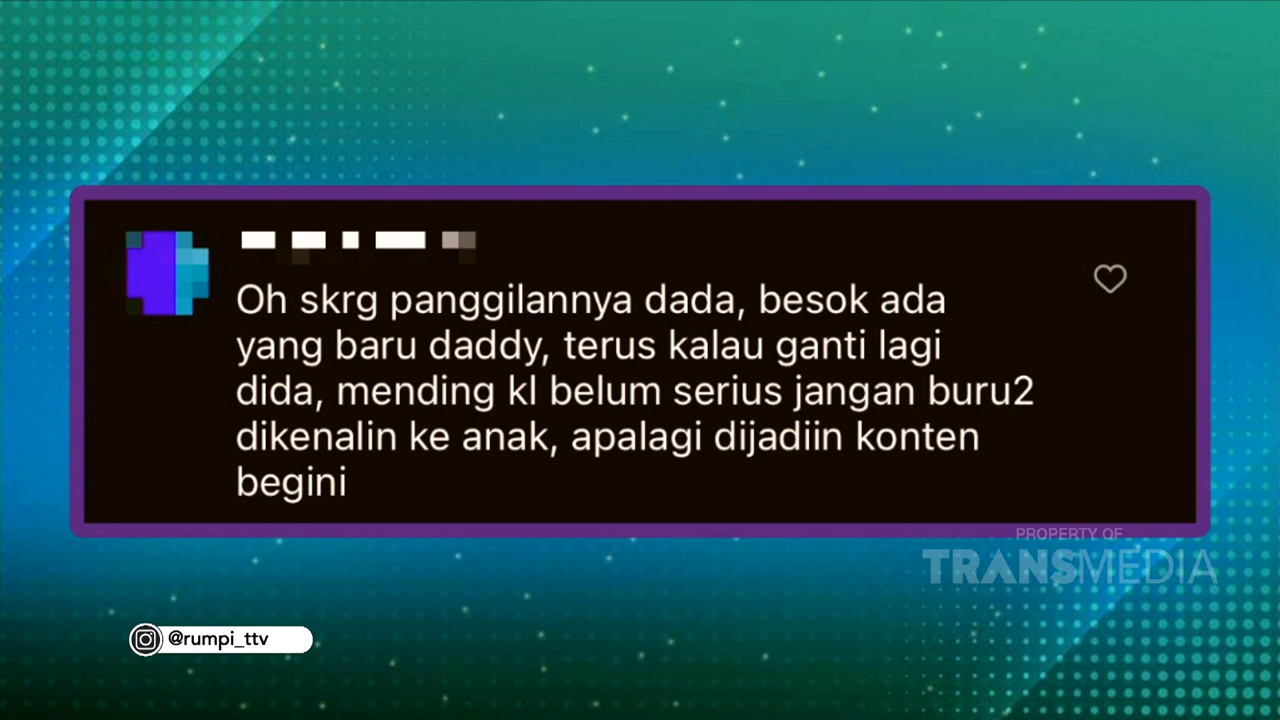 Oh skrg panggilannya dada, besok ada
yang baru daddy, terus kalau ganti lagi
dida, mending kl belum serius jangan buru2
dikenalin ke anak, apalagi dijadiin konten
begini
PROPERTY OF
TRANSMEDIA
@rumpi_ttv